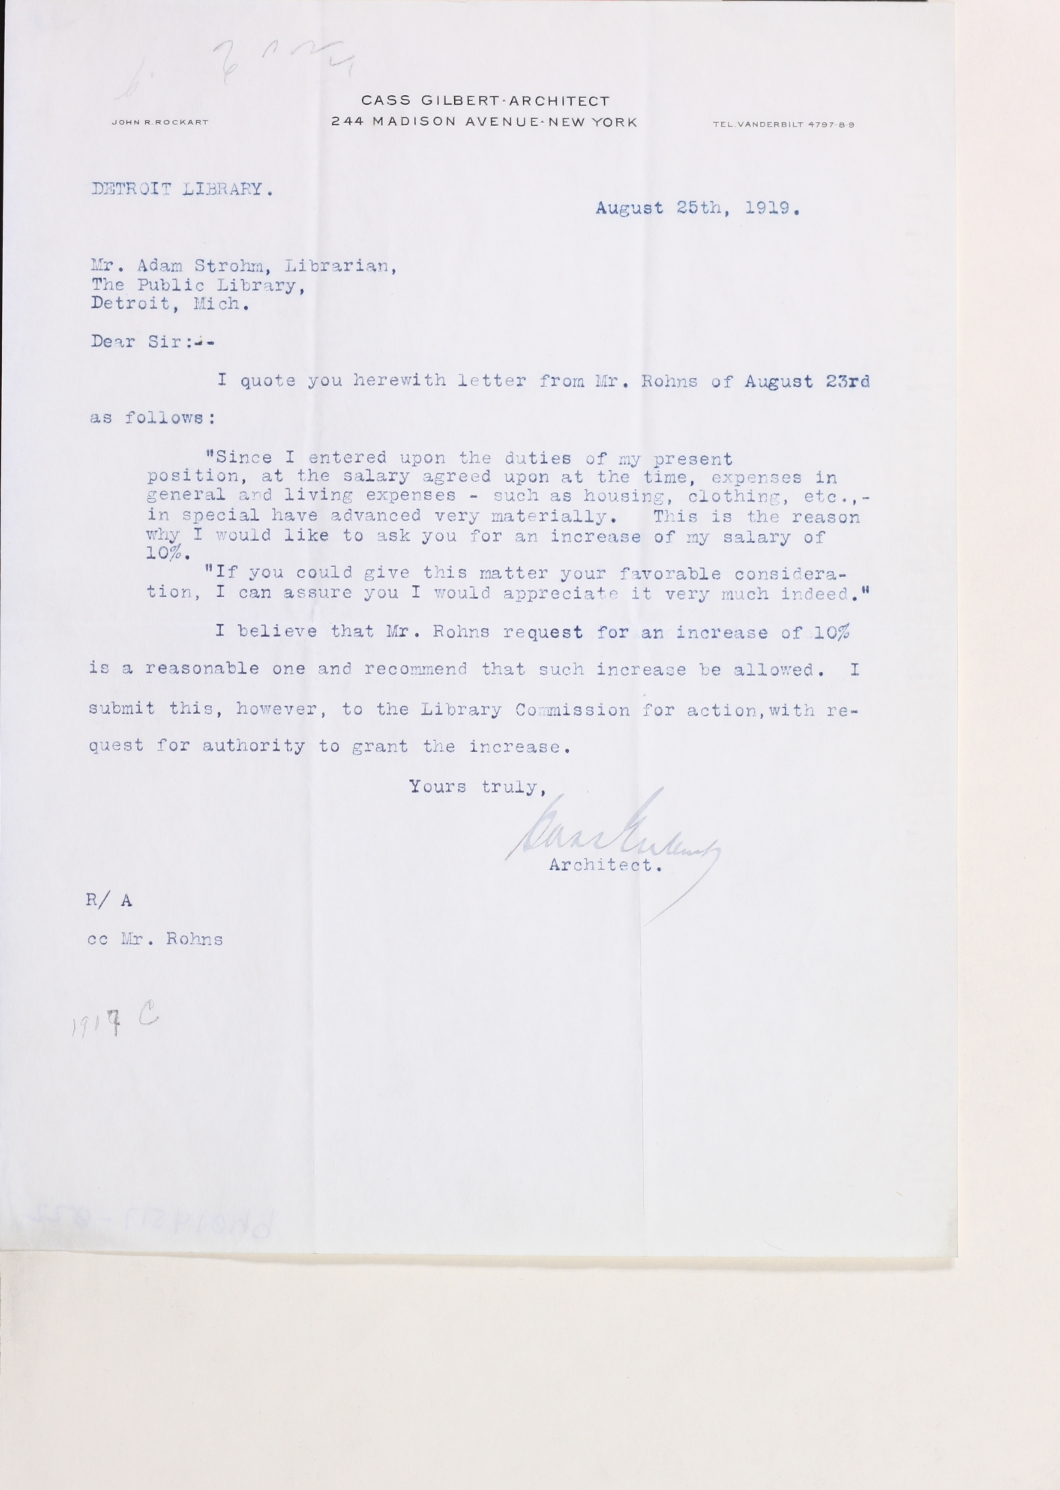 CASS GILBERT·ARCHITECT
JOHN R. ROCKART
244 MADISON AVENUE·NEW YORK
TEL. VANDERBILT 4797-8-9
DETROIT LIBRARY.
August 25th, 1919.
Mr. Adam Strohm, Librarian,
The Public Library,
Detroit, Mich.
Dear Sir:--
I quote you herewith letter from Mr. Rohns of August 23rd
as follows:
"Since I entered upon the duties of my present
position, at the salary agreed upon at the time, expenses in
general and living expenses - such as housing, clothing, etc.,-
in special have advanced very materially. This is the reason
why I would like to ask you for an increase of my salary of
10%.
"If you could give this matter your favorable considera-
tion, I can assure you I would appreciate it very much indeed."
I believe that Mr. Rohns request for an increase of 10%
is a reasonable one and recommend that such increase be allowed. I
submit this, however, to the Library Commission for action,with re-
quest for authority to grant the increase.
Yours truly,
Cass Gilbert
Architect.
R/ A
cc Mr. Rohns
1919 C